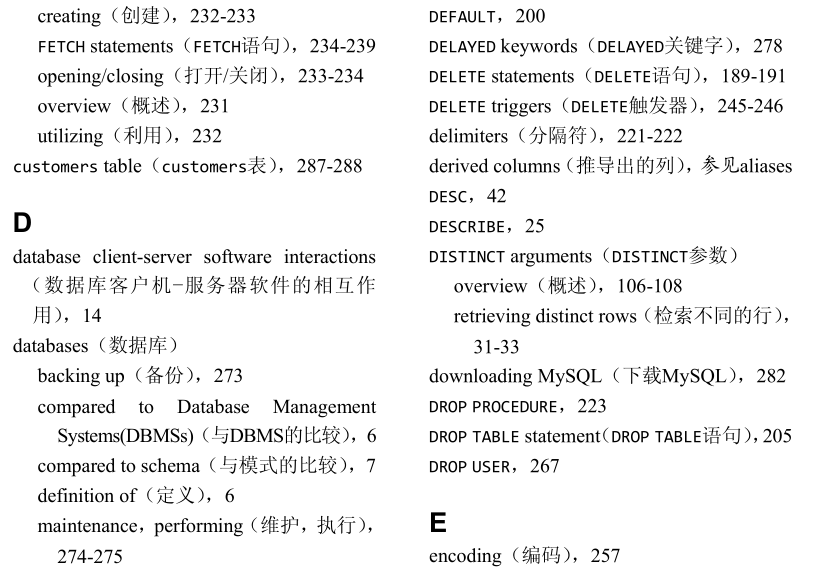 creating（创建），232-233
FETCH statements（FETCH语句），234-239
opening/closing（打开/关闭），233-234
overview（概述），231
utilizing（利用），232
customers table（customers表），287-288
D
database client-server software interactions
（数据库客户机-服务器软件的相互作
用），14
databases（数据库）
backing up（备份），273
compared to Database Management
Systems(DBMSs)（与DBMS的比较），6
compared to schema（与模式的比较），7
definition of（定义），6
maintenance，performing（维护，执行），
274-275
DEFAULT，200
DELAYED keywords（DELAYED关键字），278
DELETE statements（DELETE语句），189-191
DELETE triggers（DELETE触发器），245-246
delimiters（分隔符），221-222
derived columns（推导出的列），参见aliases
DESC，42
DESCRIBE，25
DISTINCT arguments（DISTINCT参数）
overview（概述），106-108
retrieving distinct rows（检索不同的行），
31-33
downloading MySQL（下载MySQL），282
DROP PROCEDURE，223
DROP TABLE statement（DROP TABLE语句），205
DROP USER，267
E
encoding（编码），257